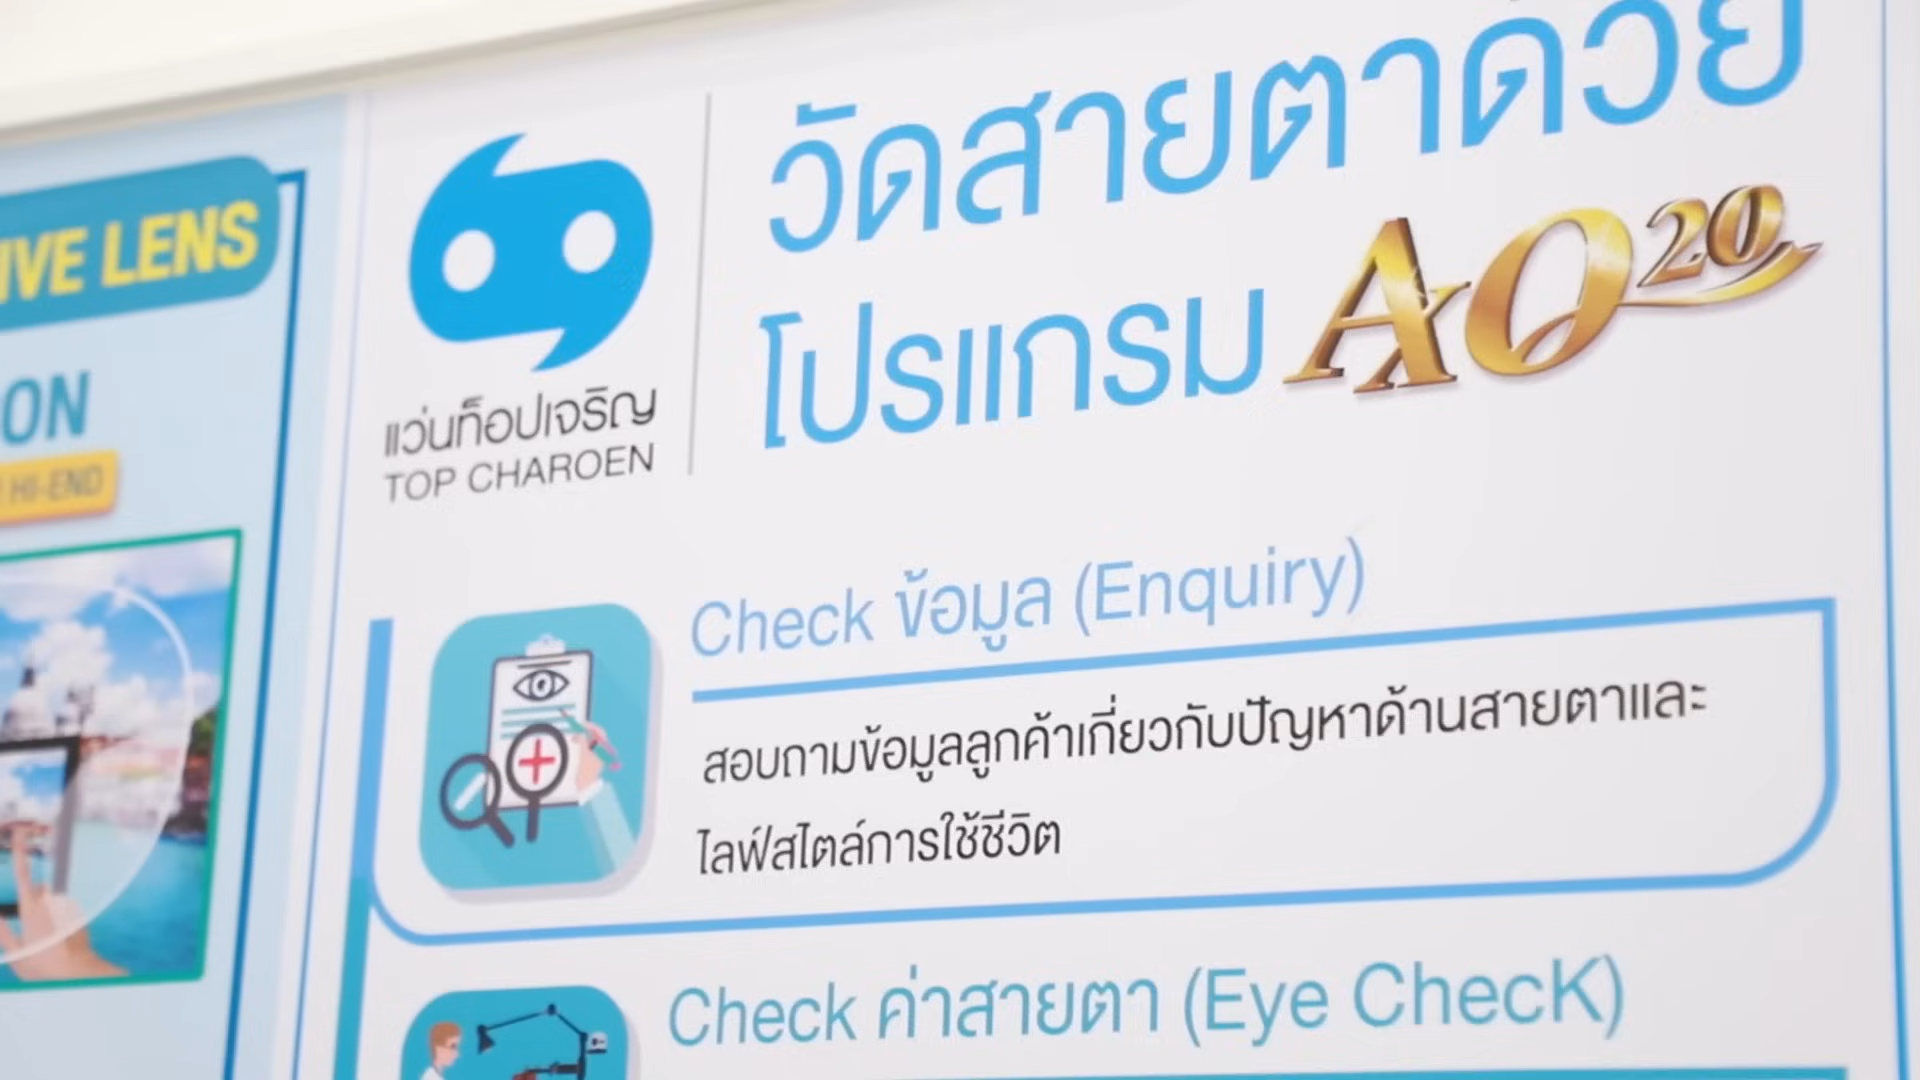 IVE LENS
ON
HI-END
แว่นท็อปเจริญ
TOP CHAROEN
วัดสายตาด้วย
โปรแกรม AO20
Check ข้อมูล (Enquiry)
สอบถามข้อมูลลูกค้าเกี่ยวกับปัญหาด้านสายตาและ
ไลฟ์สไตล์การใช้ชีวิต
Check ค่าสายตา (Eye ChecK)